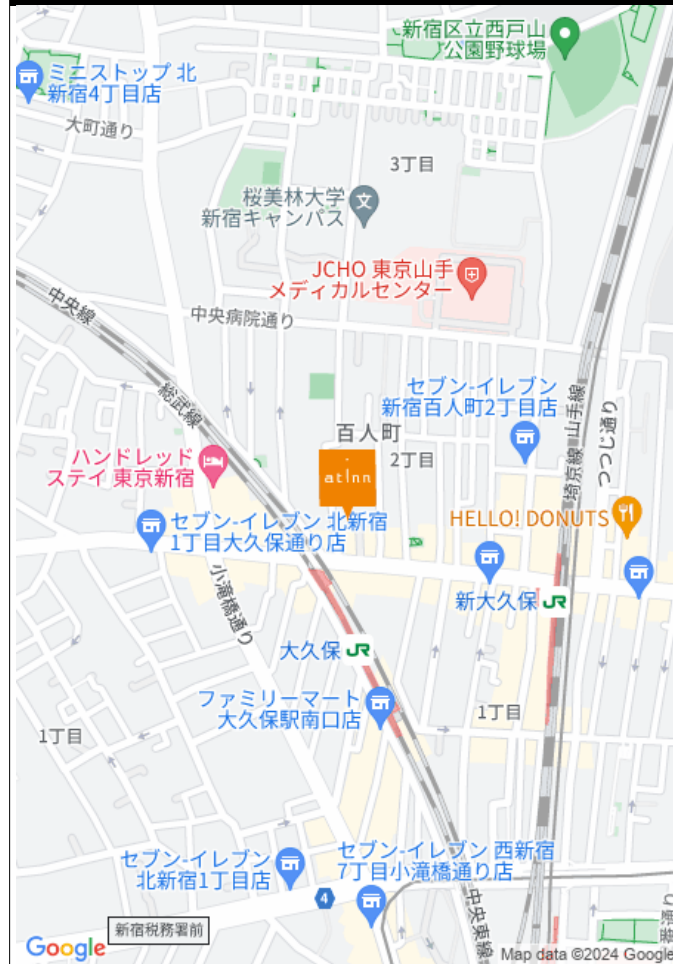 新宿区立西戸山
公園野球場
ミニストップ 北
新宿4丁目店
大町通り
3丁目
桜美林大学
新宿キャンパス
JCHO 東京山手
メディカルセンター
中央線
中央病院通り
総武線
セブン-イレブン
新宿百人町2丁目店
山手線
埼京線
つつじ通り
百人町
2丁目
ハンドレッド
ステイ 東京新宿
at inn
セブン-イレブン 北新宿
1丁目大久保通り店
HELLO! DONUTS
小滝橋通り
新大久保 JR
大久保 JR
ファミリーマート
大久保駅南口店
1丁目
1丁目
セブン-イレブン
北新宿1丁目店
セブン-イレブン 西新宿
7丁目小滝橋通り店
4
新宿税務署前
中央東線
Google
Map data ©2024 Google